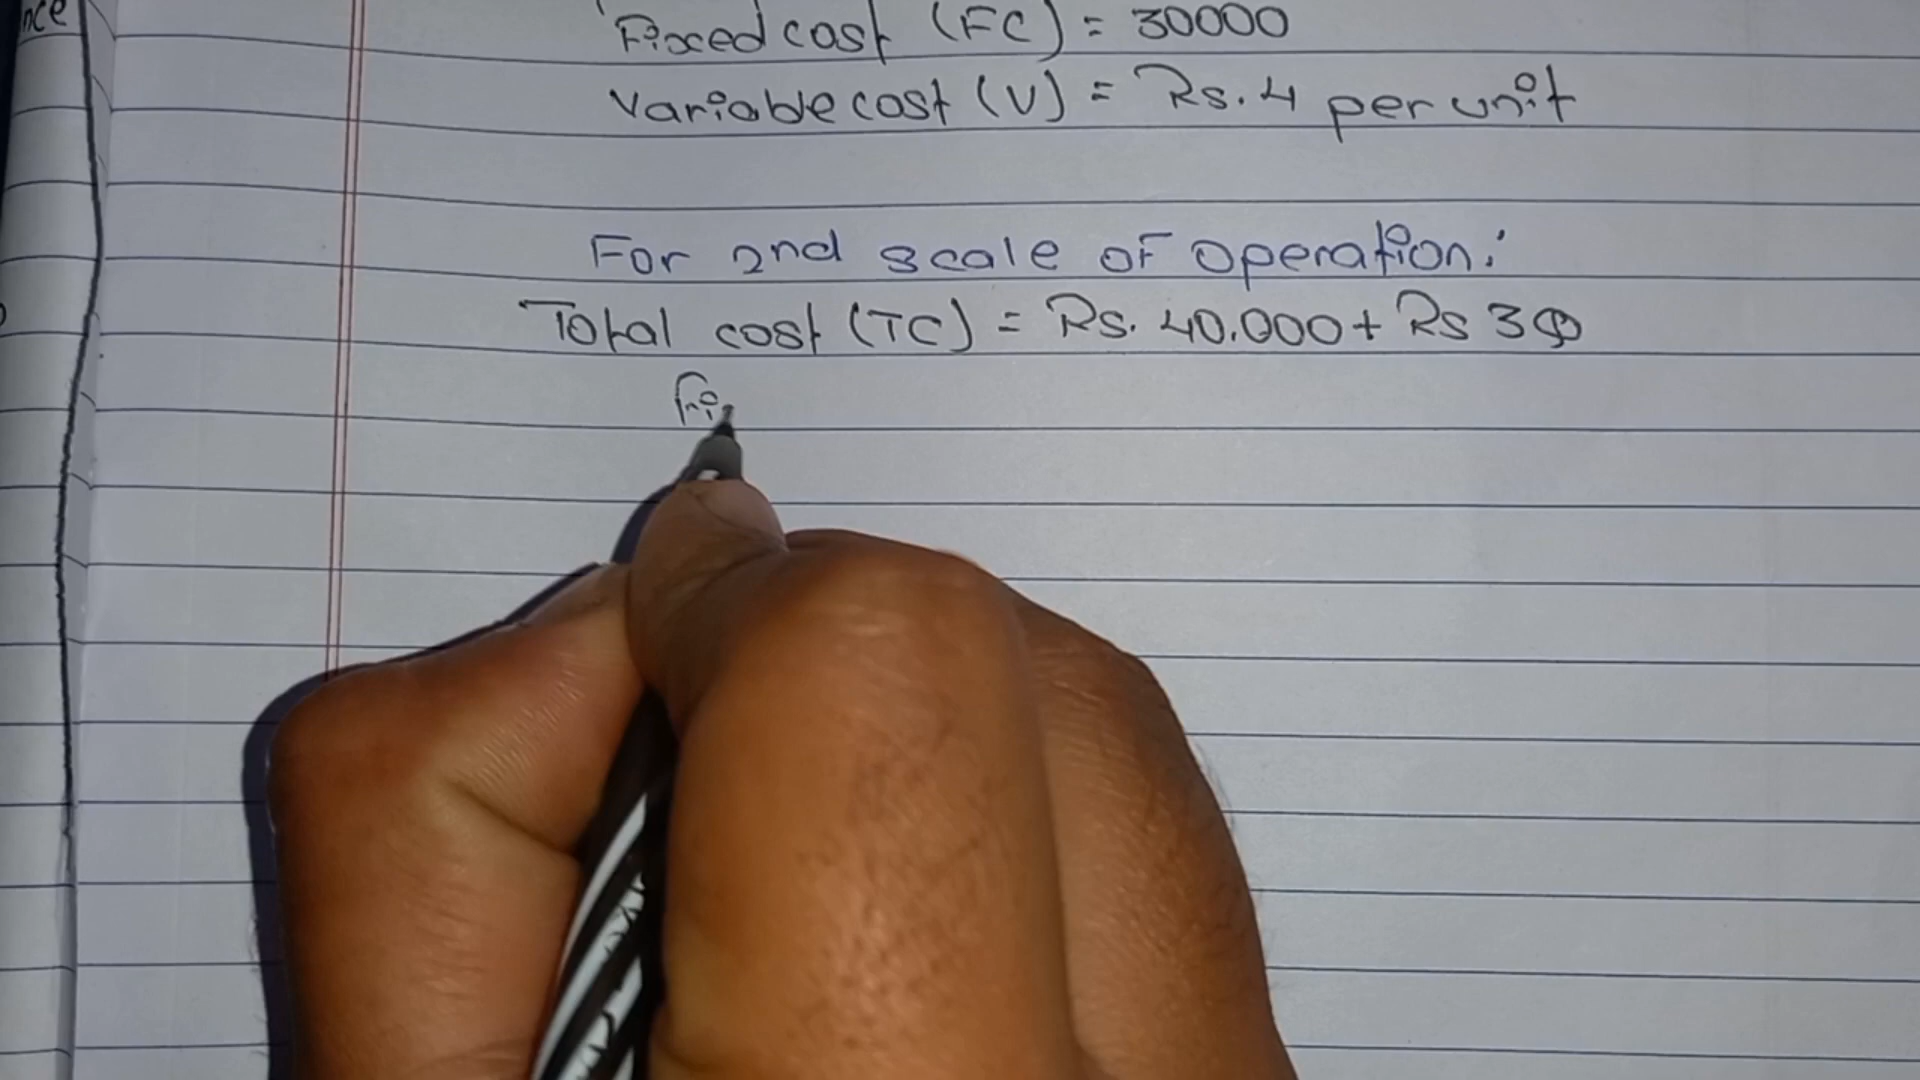 nce
Fixed cost (FC) = 30000
Variable cost (V) = Rs. 4 per unit
For 2nd scale of operation:
Total cost (TC) = Rs. 40.000 + Rs 3Q
Fi